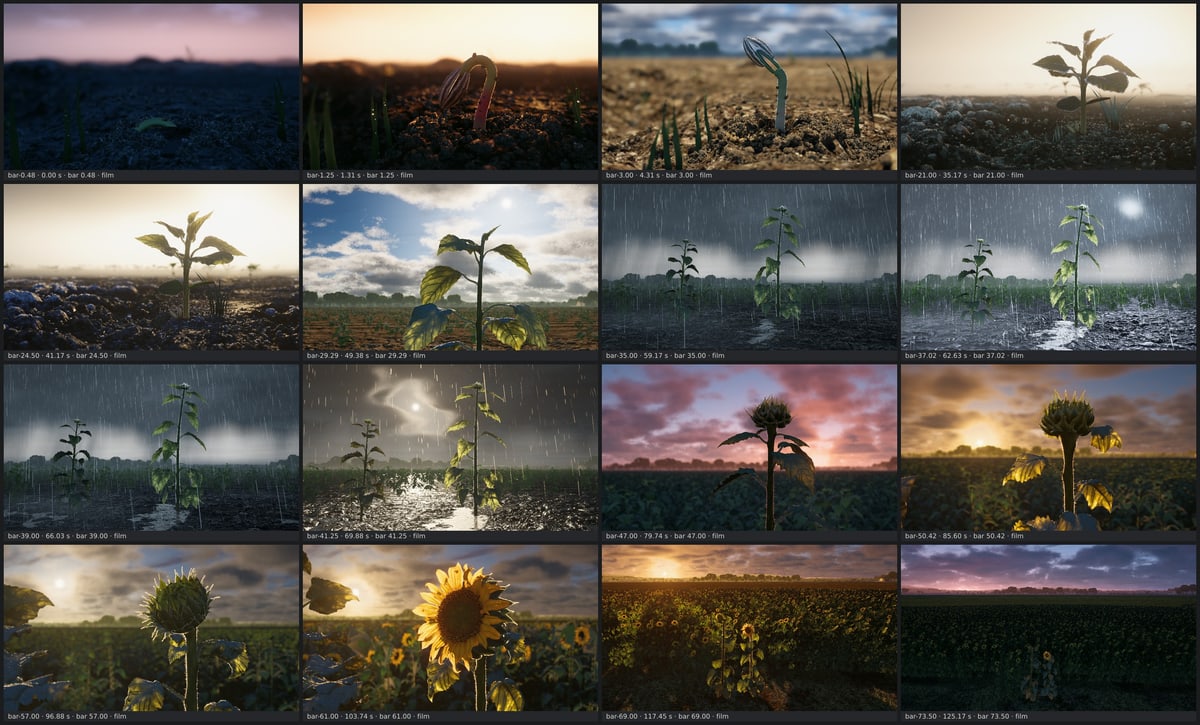 bar-0.48 · 0.00 s · bar 0.48 · film
bar-1.25 · 1.31 s · bar 1.25 · film
bar-3.00 · 4.31 s · bar 3.00 · film
bar-21.00 · 35.17 s · bar 21.00 · film
bar-24.50 · 41.17 s · bar 24.50 · film
bar-29.29 · 49.38 s · bar 29.29 · film
bar-35.00 · 59.17 s · bar 35.00 · film
bar-37.02 · 62.63 s · bar 37.02 · film
bar-39.00 · 66.03 s · bar 39.00 · film
bar-41.25 · 69.88 s · bar 41.25 · film
bar-47.00 · 79.74 s · bar 47.00 · film
bar-50.42 · 85.60 s · bar 50.42 · film
bar-57.00 · 96.88 s · bar 57.00 · film
bar-61.00 · 103.74 s · bar 61.00 · film
bar-69.00 · 117.45 s · bar 69.00 · film
bar-73.50 · 125.17 s · bar 73.50 · film